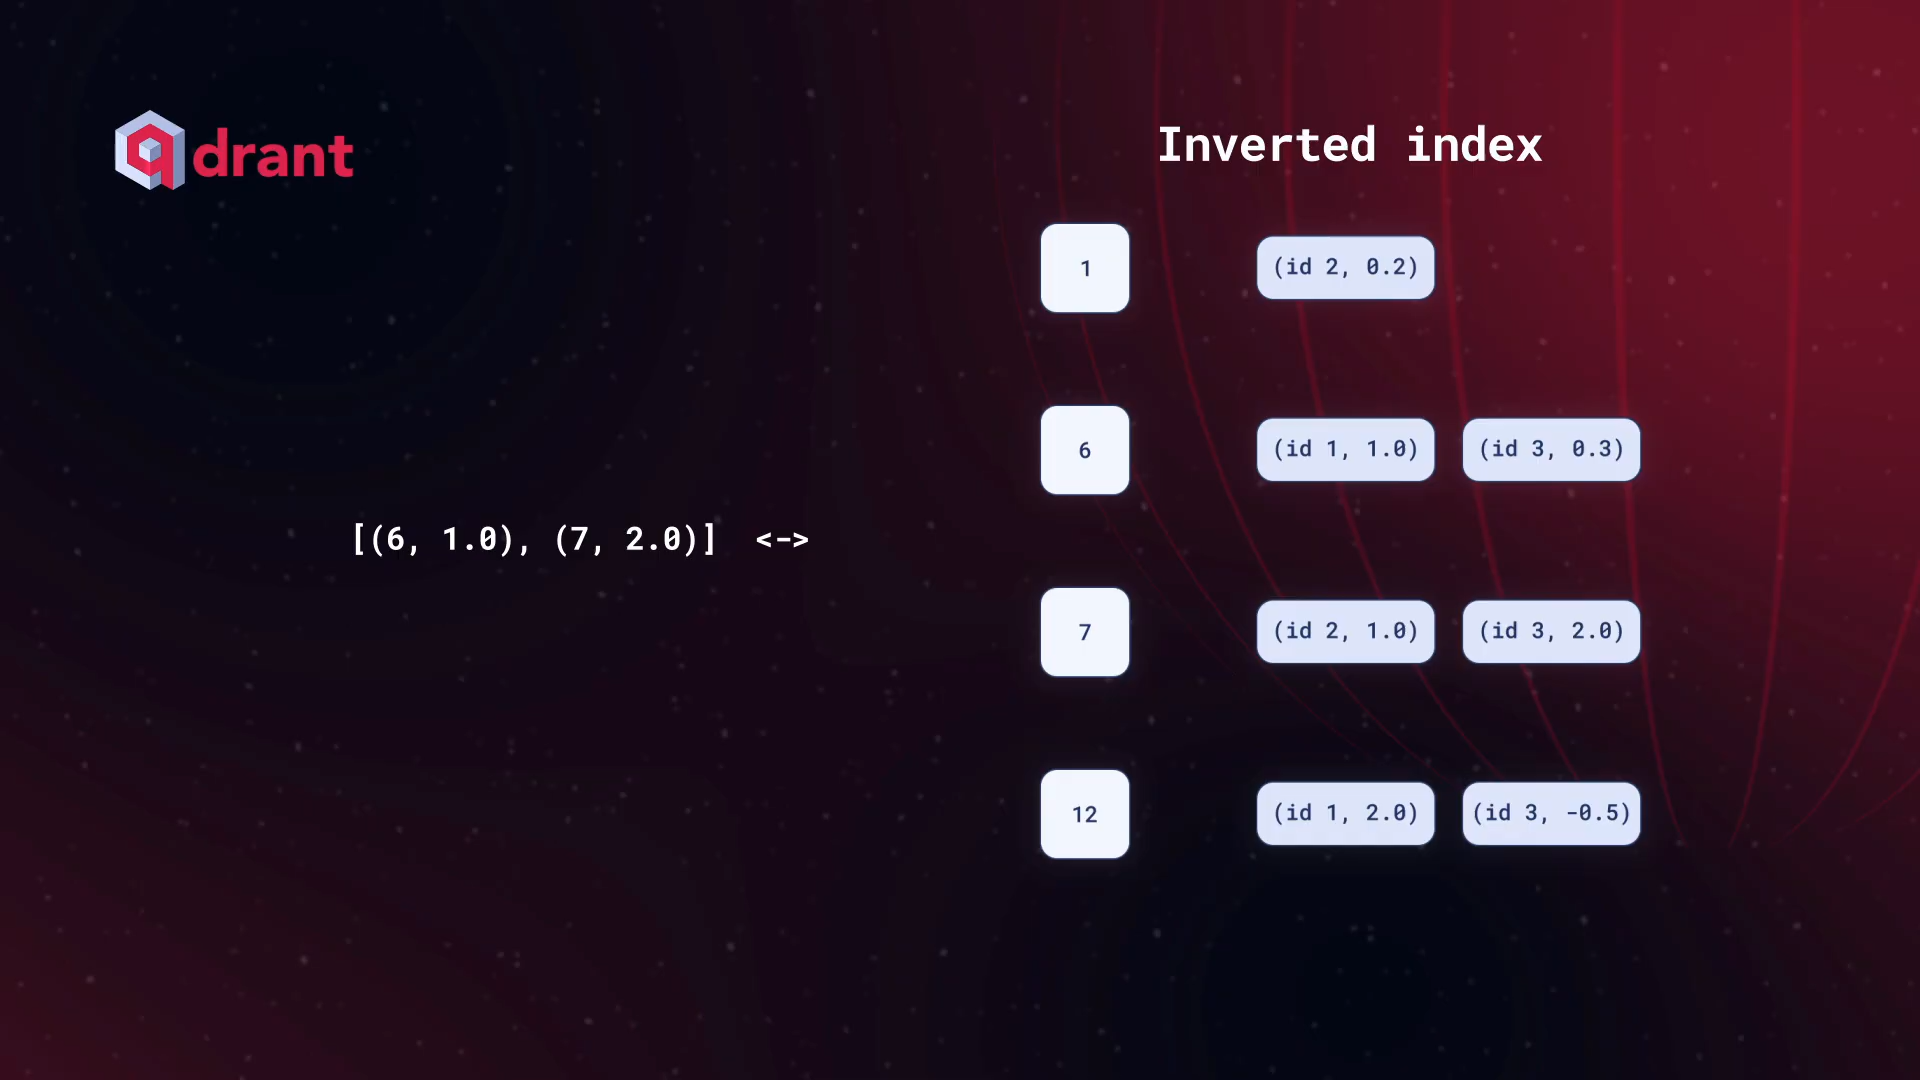 qdrant
Inverted index
1
(id 2, 0.2)
6
(id 1, 1.0) (id 3, 0.3)
[(6, 1.0), (7, 2.0)] <->
7
(id 2, 1.0) (id 3, 2.0)
12
(id 1, 2.0) (id 3, -0.5)